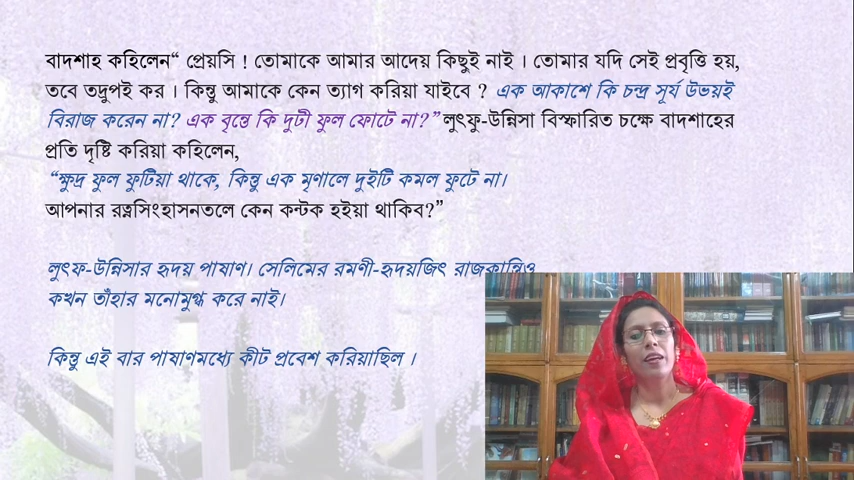 বাদশাহ কহিলেন“ প্রেয়সি ! তোমাকে আমার আদেয় কিছুই নাই । তোমার যদি সেই প্রবৃত্তি হয়,
তবে তদ্রুপই কর । কিন্তু আমাকে কেন ত্যাগ করিয়া যাইবে ? এক আকাশে কি চন্দ্র সূর্য উভয়ই
বিরাজ করেন না? এক বৃন্তে কি দুটী ফুল ফোটে না?” লুৎফু-উন্নিসা বিস্ফারিত চক্ষে বাদশাহের
প্রতি দৃষ্টি করিয়া কহিলেন,
“ক্ষুদ্র ফুল ফুটিয়া থাকে, কিন্তু এক মৃণালে দুইটি কমল ফুটে না।
আপনার রত্নসিংহাসনতলে কেন কন্টক হইয়া থাকিব?”
লুৎফ-উন্নিসার হৃদয় পাষাণ। সেলিমের রমণী-হৃদয়জিৎ রাজকান্তিও
কখন তাঁহার মনোমুগ্ধ করে নাই।
কিন্তু এই বার পাষাণমধ্যে কীট প্রবেশ করিয়াছিল ।